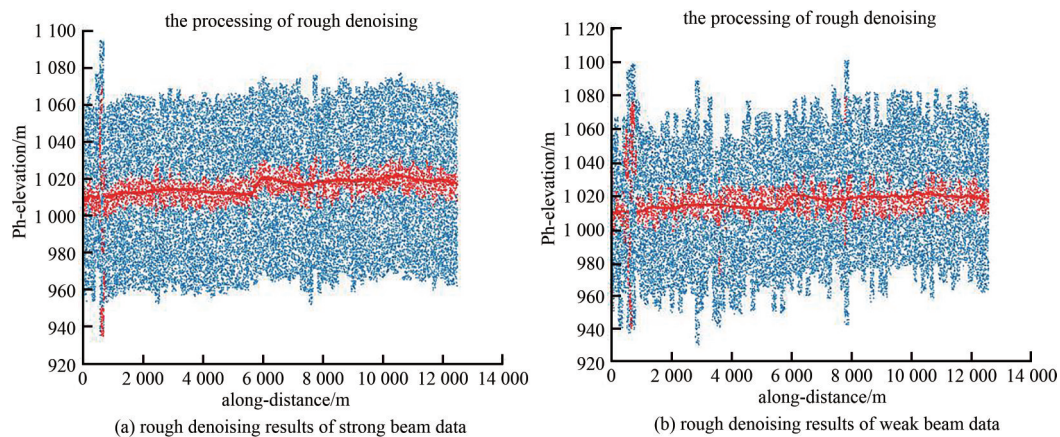 the processing of rough denoising
1 100
1 080
1 060
1 040
1 020
1 000
980
960
940
920
Ph-elevation/m
0 2 000 4 000 6 000 8 000 10 000 12 000 14 000
along-distance/m
(a) rough denoising results of strong beam data
the processing of rough denoising
1 120
1 100
1 080
1 060
1 040
1 020
1 000
980
960
940
920
Ph-elevation/m
0 2 000 4 000 6 000 8 000 10 000 12 000 14 000
along-distance/m
(b) rough denoising results of weak beam data